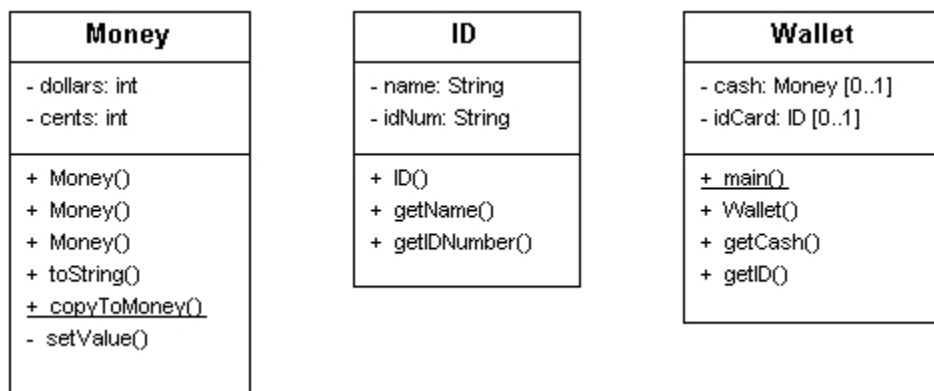 Money
- dollars: int
- cents: int
+ Money()
+ Money()
+ Money()
+ toString()
+ copyToMoney()
- setValue()
ID
- name: String
- idNum: String
+ ID()
+ getName()
+ getIDNumber()
Wallet
- cash: Money [0..1]
- idCard: ID [0..1]
+ main()
+ Wallet()
+ getCash()
+ getID()